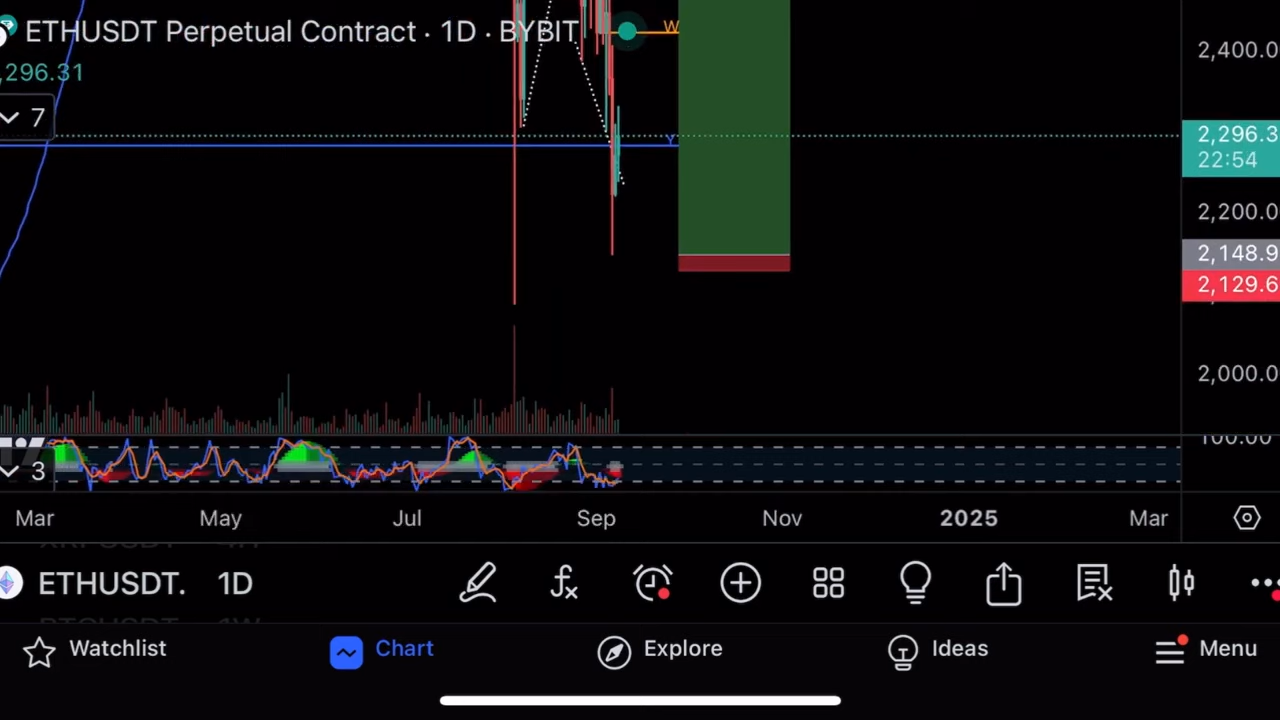 ETHUSDT Perpetual Contract · 1D · BYBIT
,296.31
7
W
Y
2,400.0
2,296.3
22:54
2,200.0
2,148.9
2,129.6
2,000.0
100.00
3
Mar May Jul Sep Nov 2025 Mar
ETHUSDT. 1D
Watchlist Chart Explore Ideas Menu